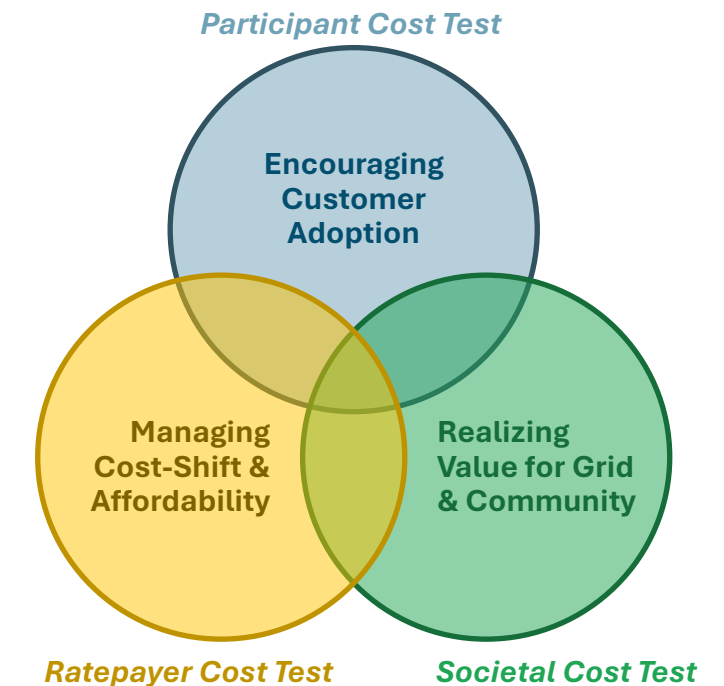 Participant Cost Test
Encouraging
Customer
Adoption
Managing
Cost-Shift &
Affordability
Realizing
Value for Grid
& Community
Ratepayer Cost Test
Societal Cost Test